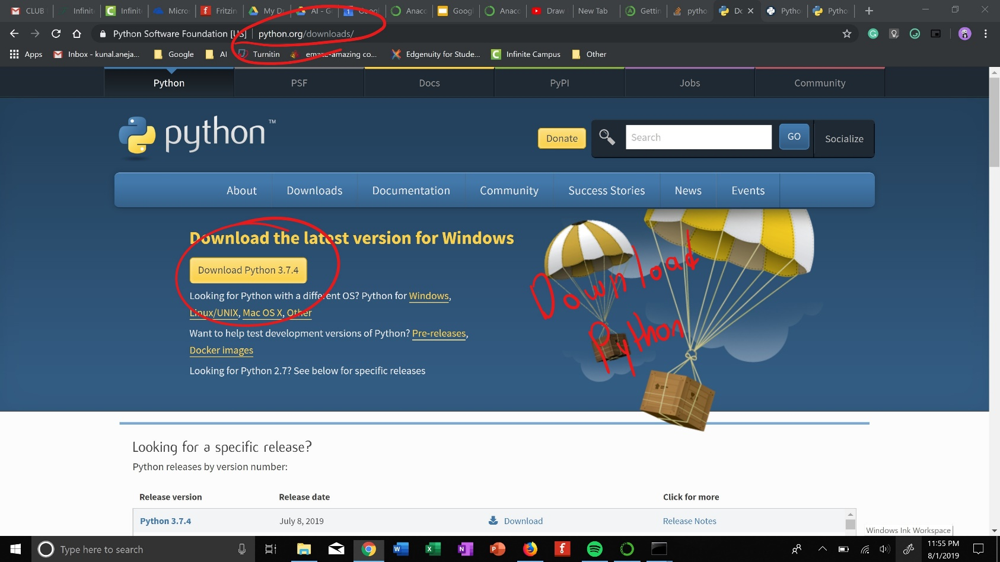 CLUB Infinit Infinit Micros Fritzin My Dr AI - G Googl Anaco Googl Anaco Draw New Tab Gettin pytho Do Pytho Pytho
Python Software Foundation [US] python.org/downloads/
Apps Inbox - kunal.aneja... Google AI Turnitin emaze-amazing co... Edgenuity for Stude... Infinite Campus Other
Python PSF Docs PyPI Jobs Community
python TM
Donate Search GO Socialize
About Downloads Documentation Community Success Stories News Events
Download the latest version for Windows
Download Python 3.7.4
Looking for Python with a different OS? Python for Windows,
Linux/UNIX, Mac OS X, Other
Want to help test development versions of Python? Pre-releases,
Docker images
Looking for Python 2.7? See below for specific releases
Download
Python
Looking for a specific release?
Python releases by version number:
Release version Release date Click for more
Python 3.7.4 July 8, 2019 Download Release Notes
Windows Ink Workspace
Type here to search
11:55 PM
8/1/2019